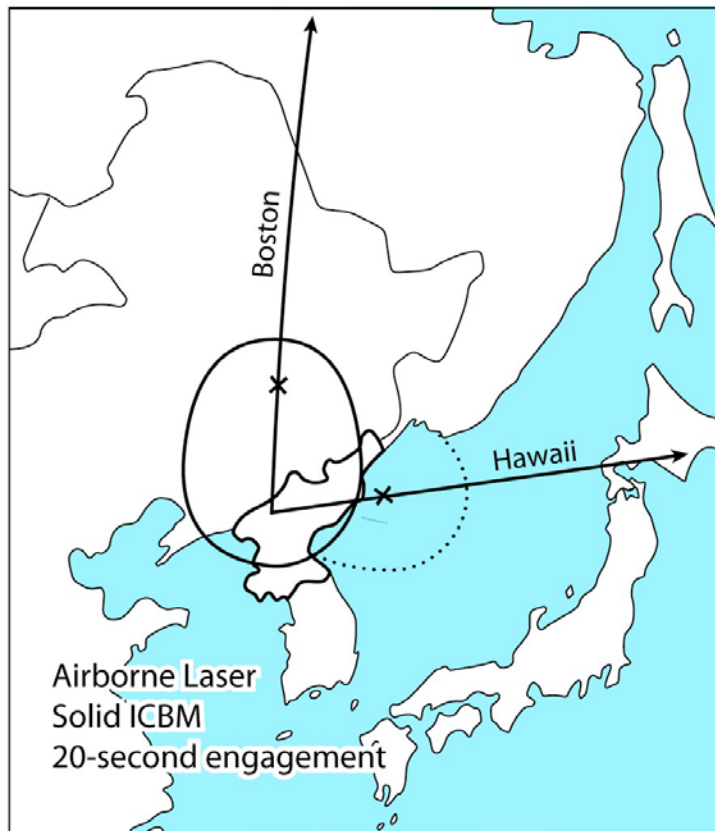 Boston
Hawaii
Airborne Laser
Solid ICBM
20-second engagement